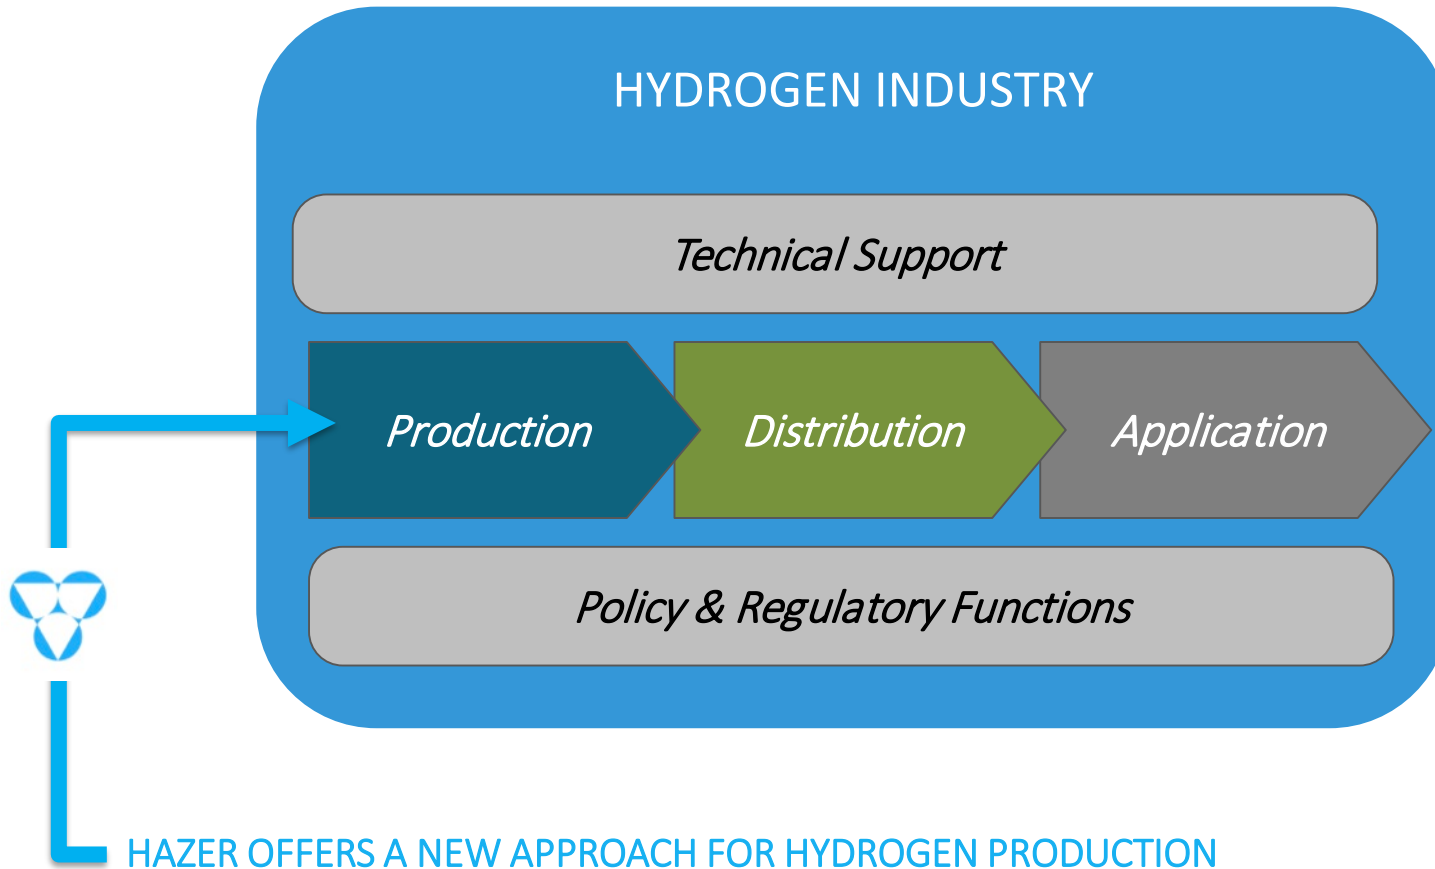 HYDROGEN INDUSTRY
Technical Support
Production
Distribution
Application
Policy & Regulatory Functions
HAZER OFFERS A NEW APPROACH FOR HYDROGEN PRODUCTION